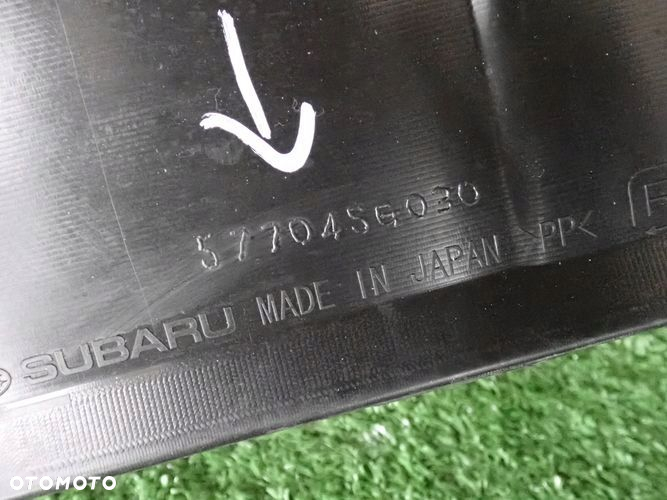 57704SG030
SUBARU MADE IN JAPAN >PP<
OTOMOTO